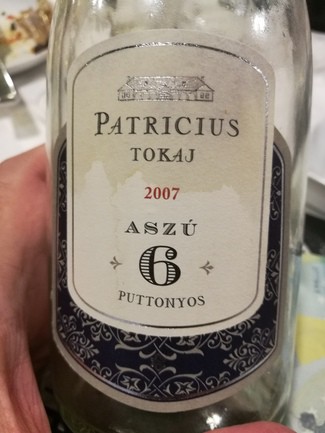 PATRICIUS
TOKAJ
2007
ASZÚ
6
PUTTONYOS